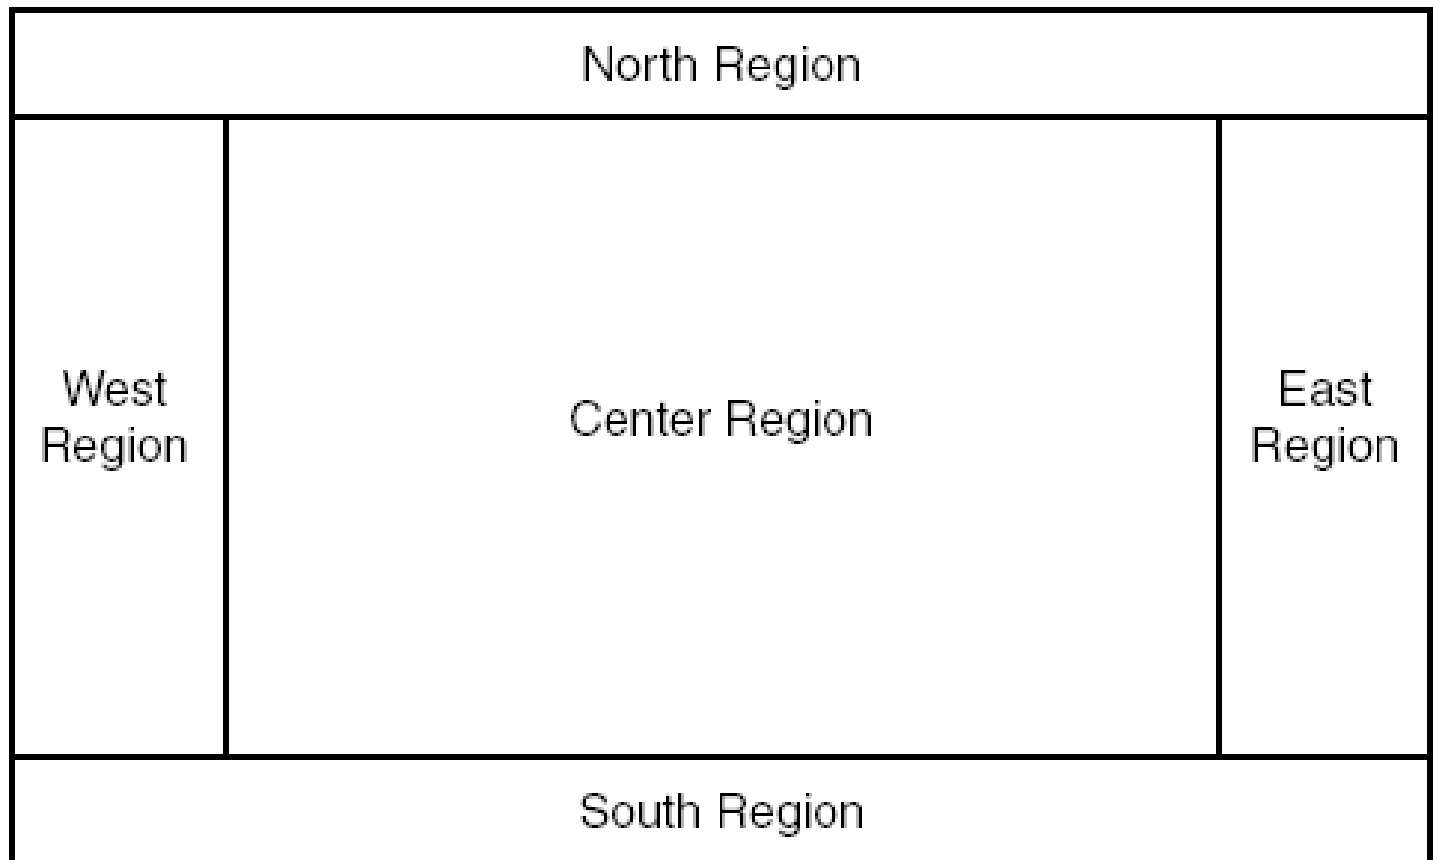 North Region
West
Region
Center Region
East
Region
South Region